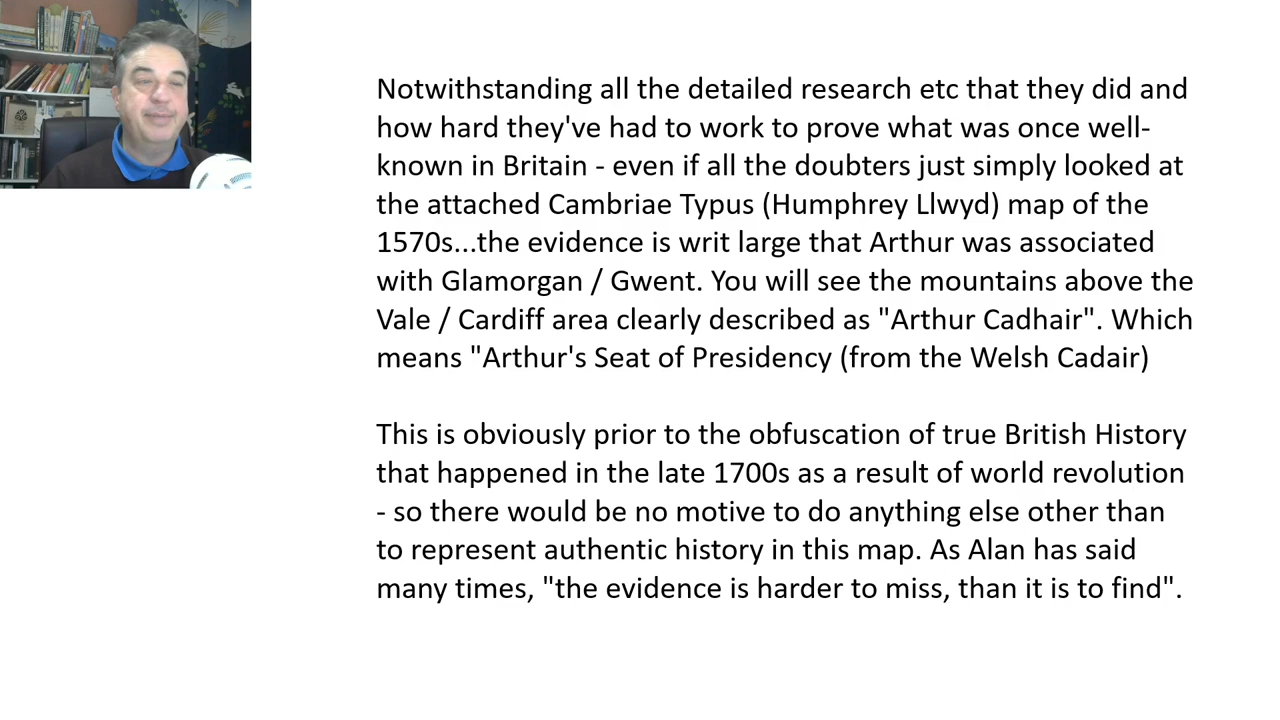 Notwithstanding all the detailed research etc that they did and
how hard they've had to work to prove what was once well-
known in Britain - even if all the doubters just simply looked at
the attached Cambriae Typus (Humphrey Llwyd) map of the
1570s...the evidence is writ large that Arthur was associated
with Glamorgan / Gwent. You will see the mountains above the
Vale / Cardiff area clearly described as "Arthur Cadhair". Which
means "Arthur's Seat of Presidency (from the Welsh Cadair)
This is obviously prior to the obfuscation of true British History
that happened in the late 1700s as a result of world revolution
- so there would be no motive to do anything else other than
to represent authentic history in this map. As Alan has said
many times, "the evidence is harder to miss, than it is to find".